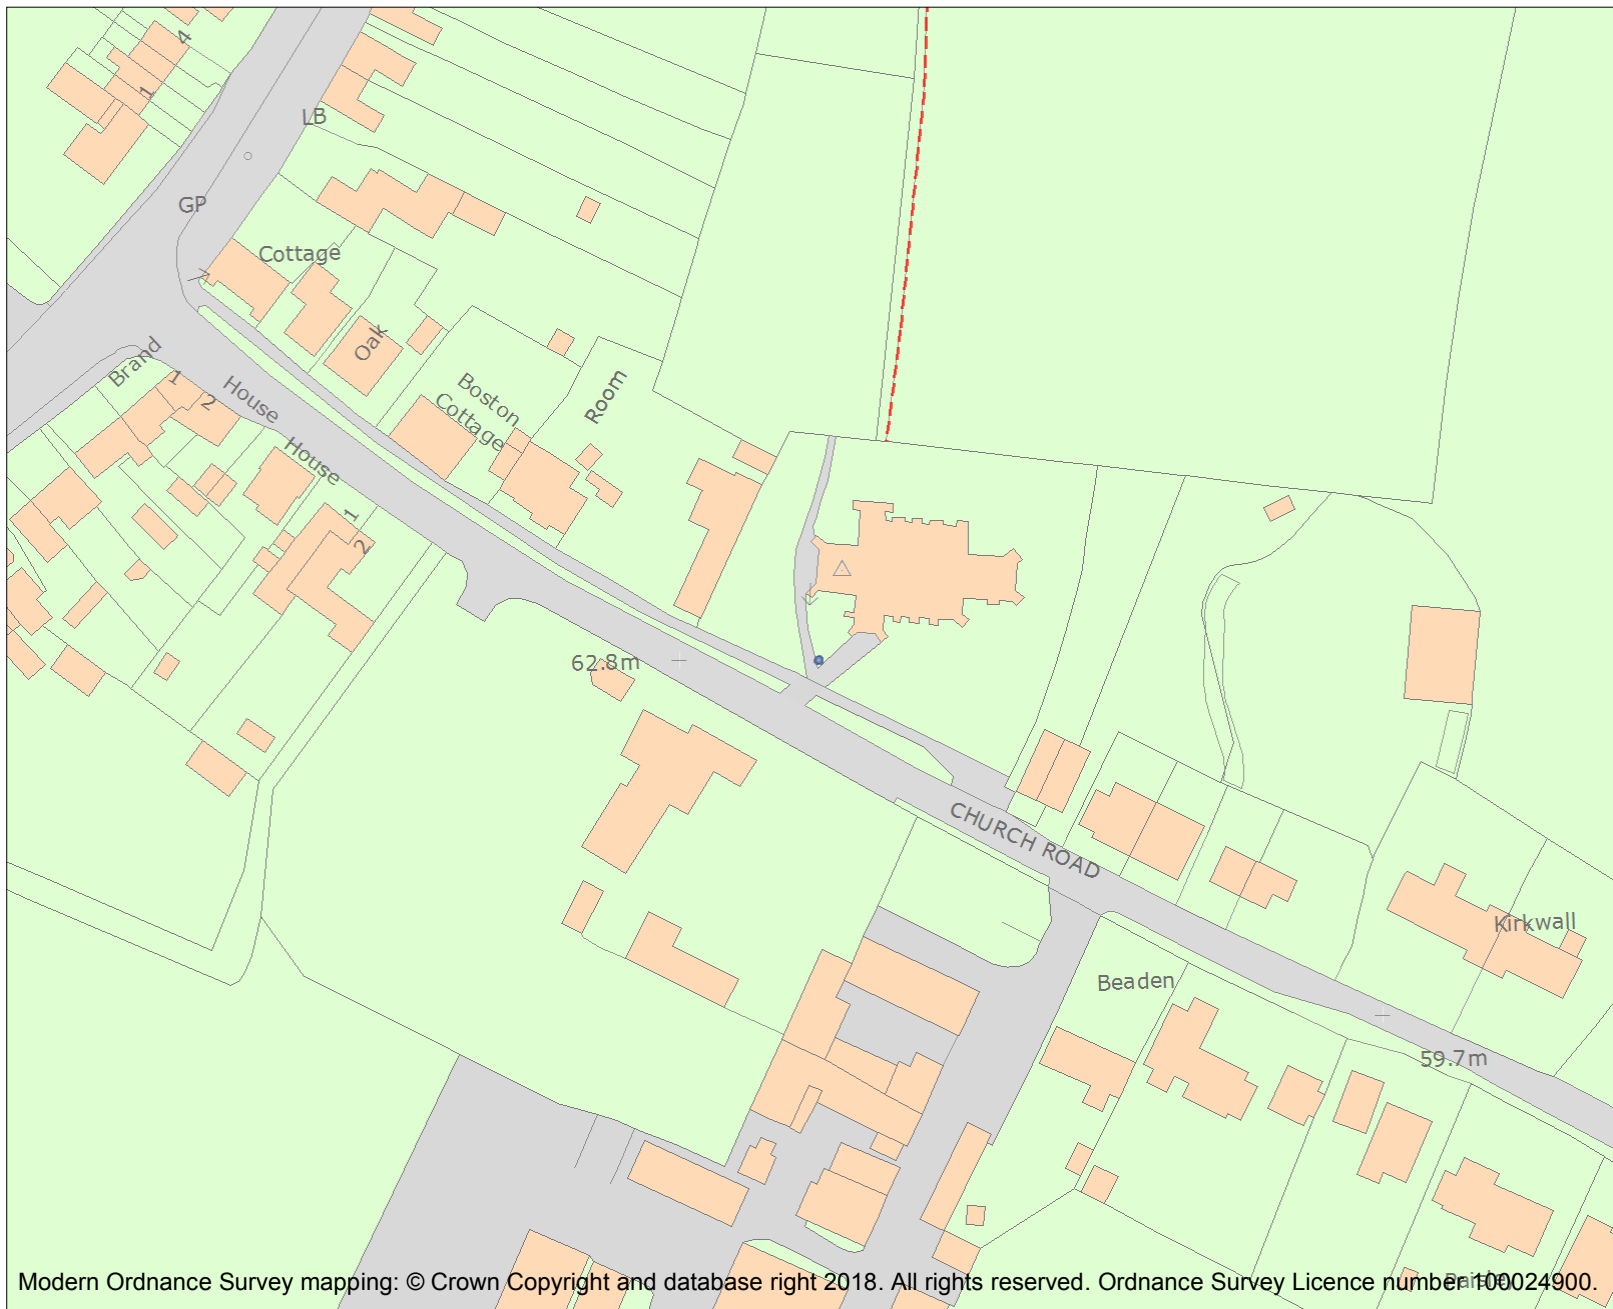 4
1
LB
GP
Cottage
Oak
Brand
1
2
House
House
Boston
Cottage
Room
1
2
62.8m
CHURCH ROAD
Kirkwall
Beaden
59.7m
Modern Ordnance Survey mapping: © Crown Copyright and database right 2018. All rights reserved. Ordnance Survey Licence number 100024900.